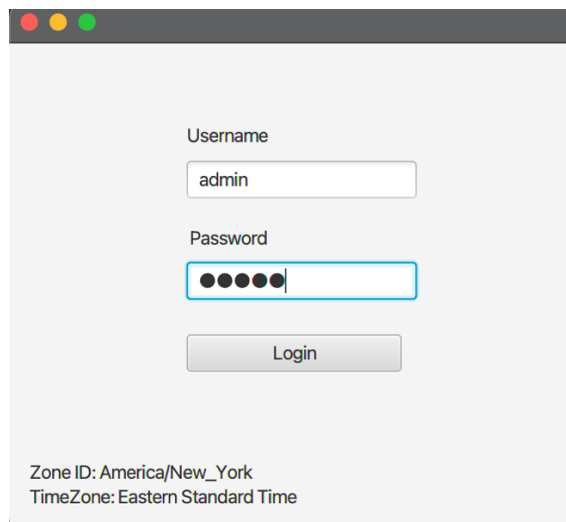 Username
admin
Password
●●●●●
Login
Zone ID: America/New_York
TimeZone: Eastern Standard Time